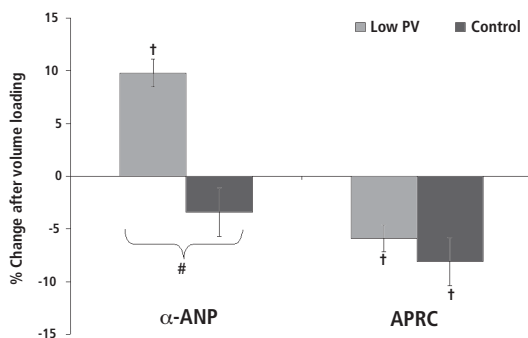 15
Low PV
Control
†
10
5
0
-5
†
#
†
-10
-15
α-ANP
APRC
% Change after volume loading